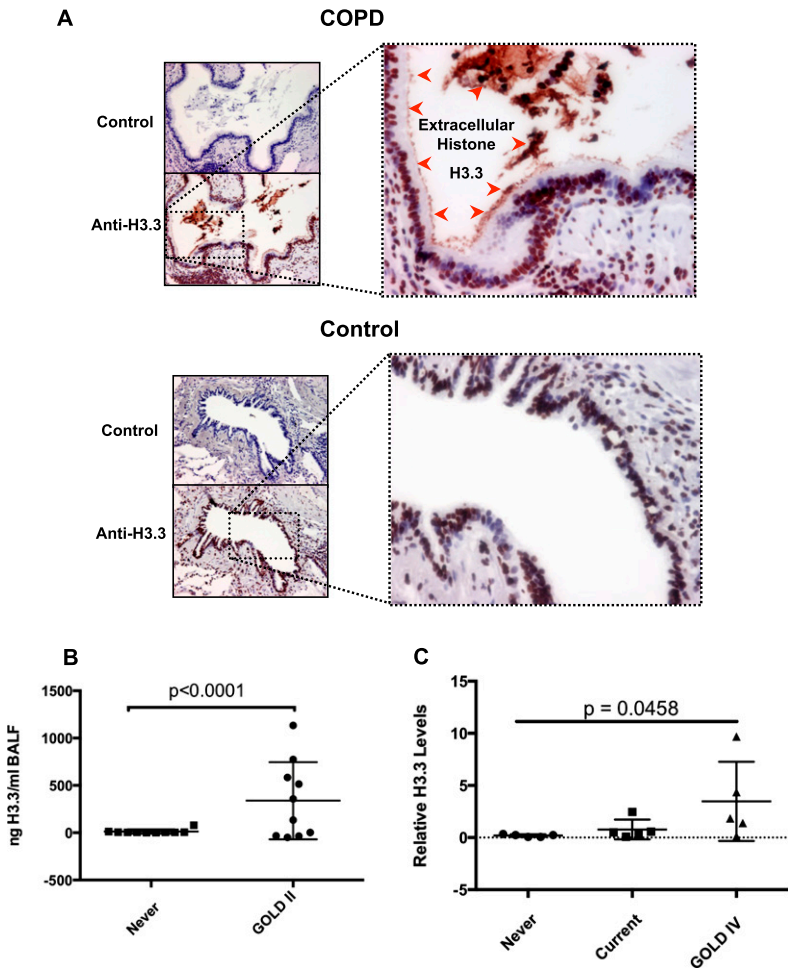 A
COPD
Control
Anti-H3.3
Extracellular
Histone
H3.3
Control
Control
Anti-H3.3
B
p<0.0001
ng H3.3/ml BALF
1500
1000
500
0
-500
Never
GOLD II
C
p = 0.0458
Relative H3.3 Levels
15
10
5
0
-5
Never
Current
GOLD IV